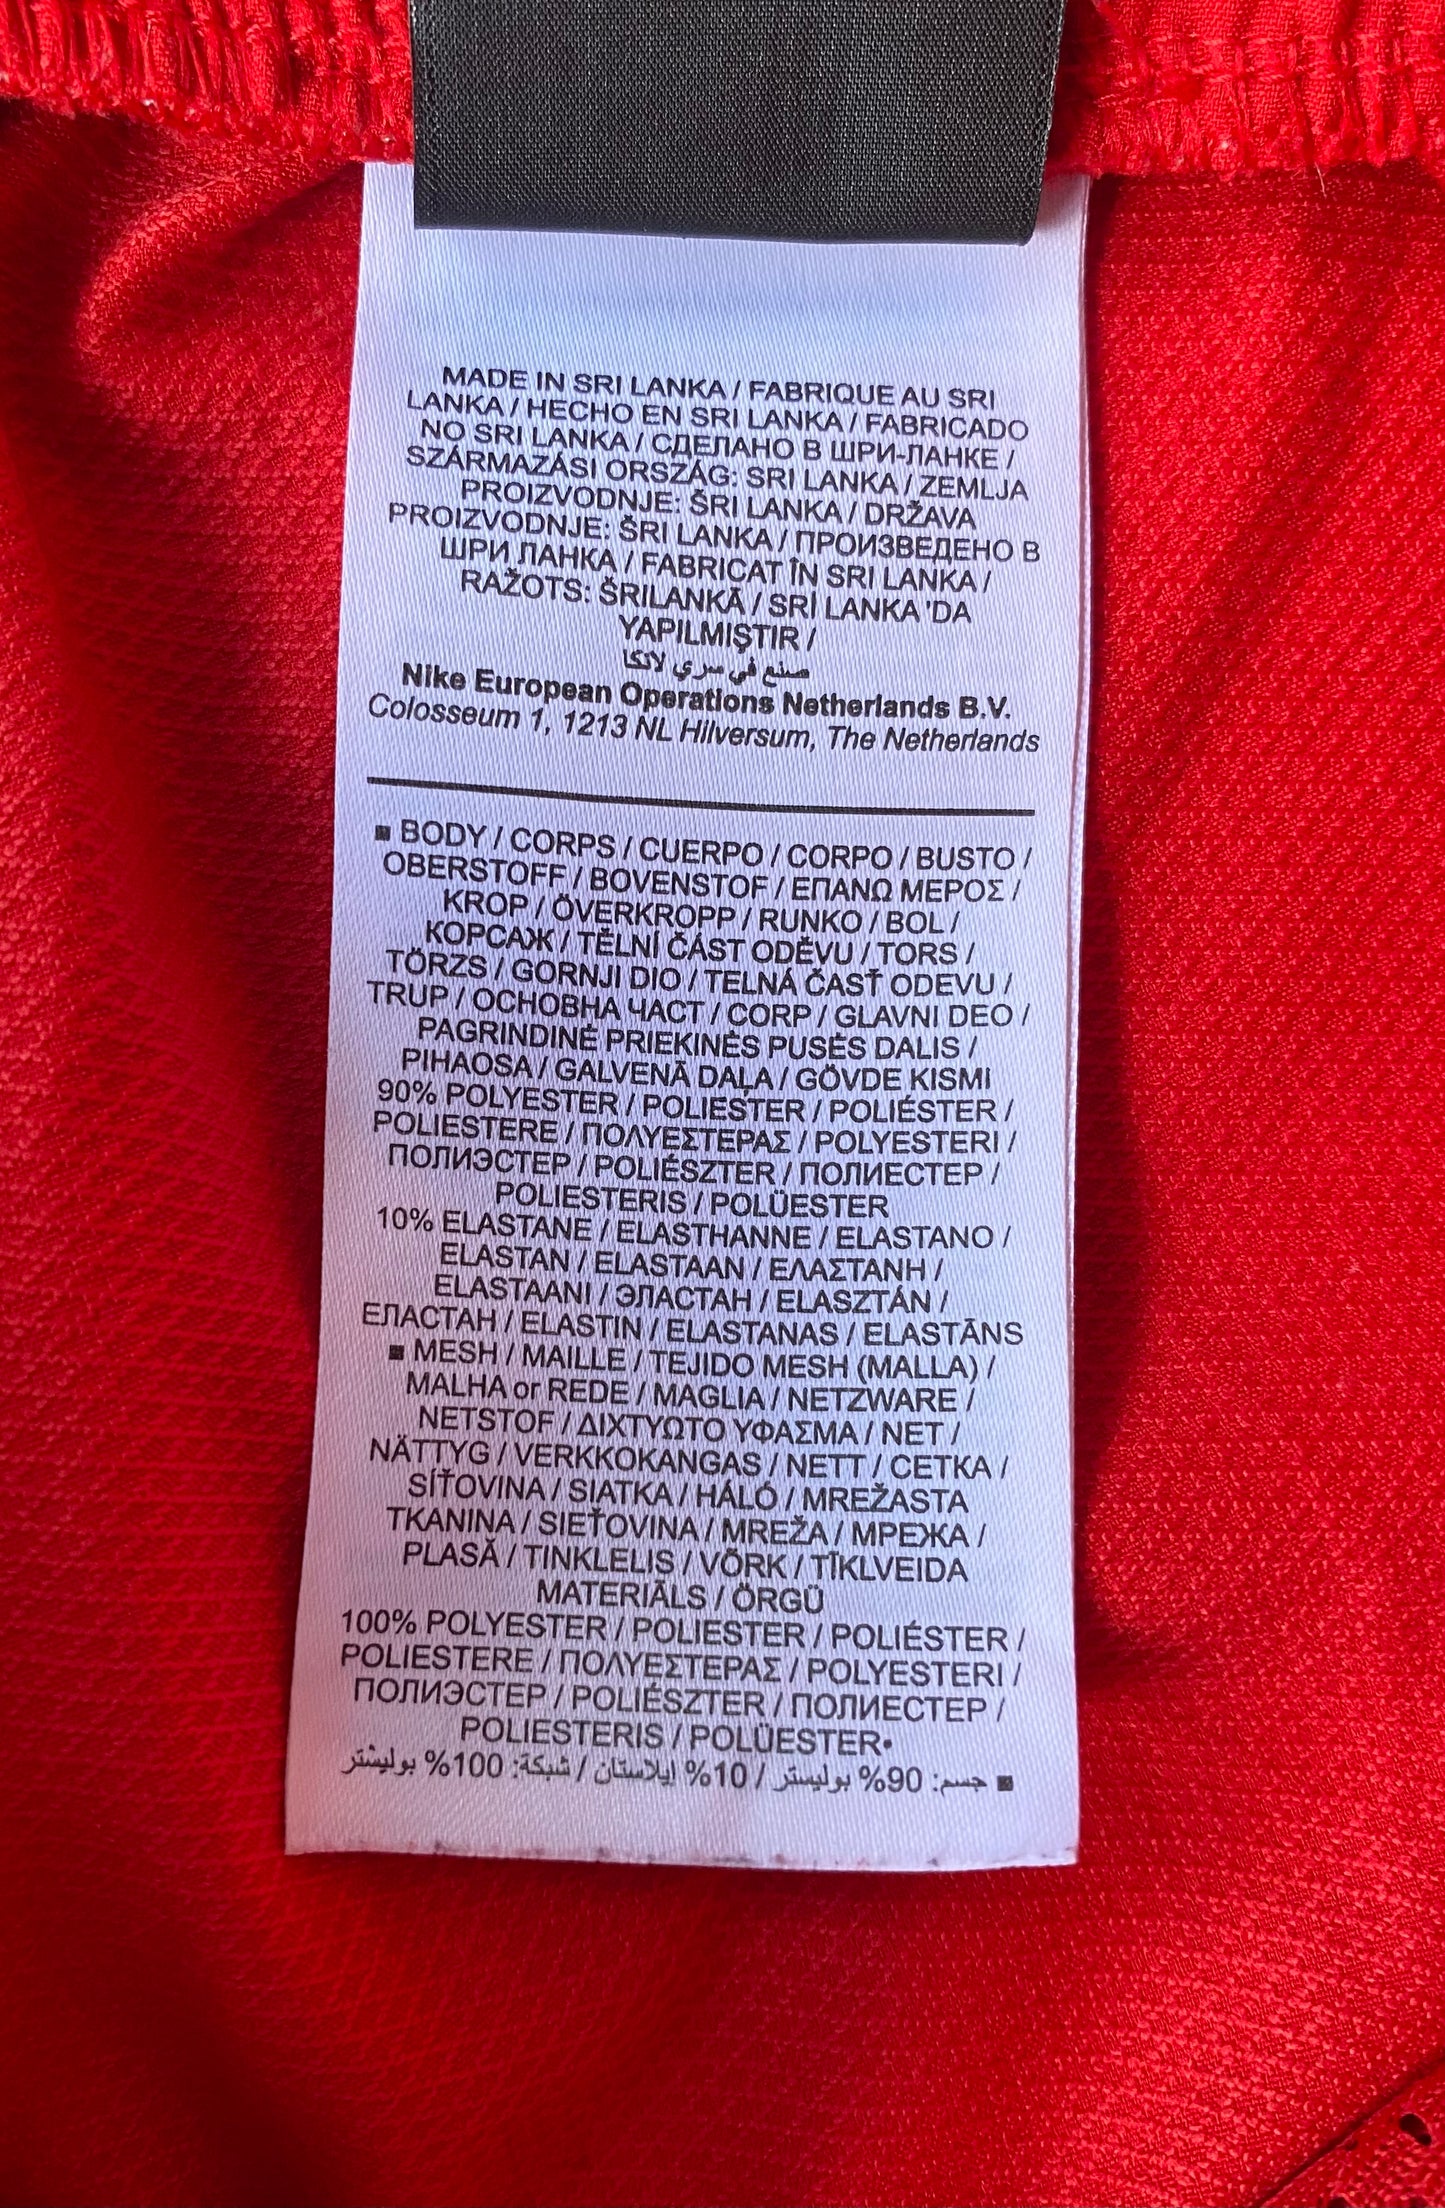 MADE IN SRI LANKA / FABRIQUE AU SRI
LANKA / HECHO EN SRI LANKA / FABRICADO
NO SRI LANKA / СДЕЛАНО В ШРИ-ЛАНКЕ /
SZÁRMAZÁSI ORSZÁG: SRI LANKA / ZEMLJA
PROIZVODNJE: ŠRI LANKA / DRŽAVA
PROIZVODNJE: ŠRI LANKA / ПРОИЗВЕДЕНО В
ШРИ ЛАНКА / FABRICAT ÎN SRI LANKA /
RAŽOTS: ŠRILANKĀ / SRİ LANKA 'DA
YAPILMIŞTIR /
صنع في سري لانكا
Nike European Operations Netherlands B.V.
Colosseum 1, 1213 NL Hilversum, The Netherlands
■ BODY / CORPS / CUERPO / CORPO / BUSTO /
OBERSTOFF / BOVENSTOF / ΕΠΑΝΩ ΜΕΡΟΣ /
KROP / ÖVERKROPP / RUNKO / BOL /
КОРСАЖ / TĚLNÍ ČÁST ODĚVU / TORS /
TÖRZS / GORNJI DIO / TELNÁ ČASŤ ODEVU /
TRUP / ОСНОВНА ЧАСТ / CORP / GLAVNI DEO /
PAGRINDINĖ PRIEKINĖS PUSĖS DALIS /
PIHAOSA / GALVENĀ DAĻA / GÖVDE KISMI
90% POLYESTER / POLIESTER / POLIÉSTER /
POLIESTERE / ΠΟΛΥΕΣΤΕΡΑΣ / POLYESTERI /
ПОЛИЭСТЕР / POLIÉSZTER / ПОЛИЕСТЕР /
POLIESTERIS / POLÜESTER
10% ELASTANE / ELASTHANNE / ELASTANO /
ELASTAN / ELASTAAN / ΕΛΑΣΤΑΝΗ /
ELASTAANI / ЭЛАСТАН / ELASZTÁN /
ЕЛАСТАН / ELASTIN / ELASTANAS / ELASTĀNS
■ MESH / MAILLE / TEJIDO MESH (MALLA) /
MALHA or REDE / MAGLIA / NETZWARE /
NETSTOF / ΔΙΧΤΥΩΤΟ ΥΦΑΣΜΑ / NET /
NÄTTYG / VERKKOKANGAS / NETT / СЕТКА /
SÍŤOVINA / SIATKA / HÁLÓ / MREŽASTA
TKANINA / SIEŤOVINA / MREŽA / МРЕЖА /
PLASĂ / TINKLELIS / VÕRK / TĪKLVEIDA
MATERIĀLS / ÖRGÜ
100% POLYESTER / POLIESTER / POLIÉSTER /
POLIESTERE / ΠΟΛΥΕΣΤΕΡΑΣ / POLYESTERI /
ПОЛИЭСТЕР / POLIÉSZTER / ПОЛИЕСТЕР /
POLIESTERIS / POLÜESTER•
■ جسم: 90% بوليستر / 10% ايلاستان / شبكة: 100% بوليشتر